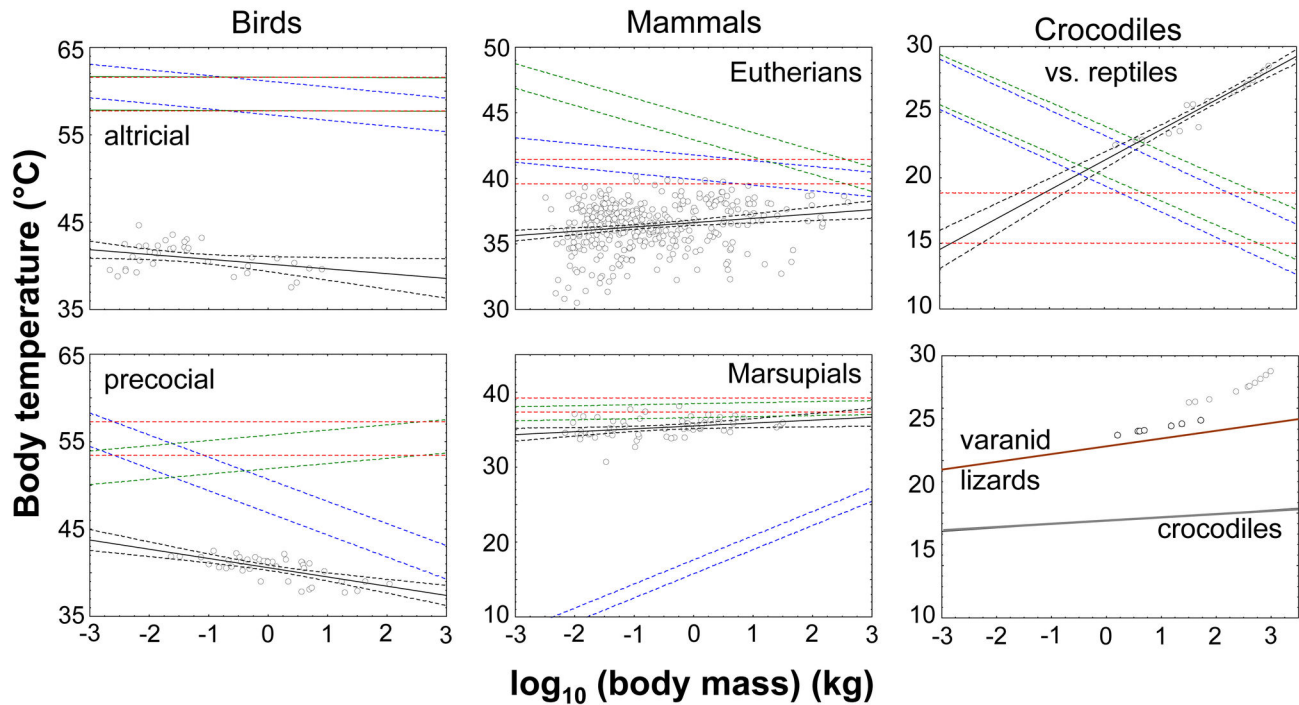 Birds
Mammals
Crocodiles
vs. reptiles
65
55
45
35
altricial
50
45
40
35
30
Eutherians
30
25
20
15
10
Body temperature (°C)
65
55
45
35
precocial
-3 -2 -1 0 1 2 3
40
30
20
10
Marsupials
-3 -2 -1 0 1 2 3
30
25
20
15
10
varanid
lizards
crocodiles
-3 -2 -1 0 1 2 3
log10 (body mass) (kg)